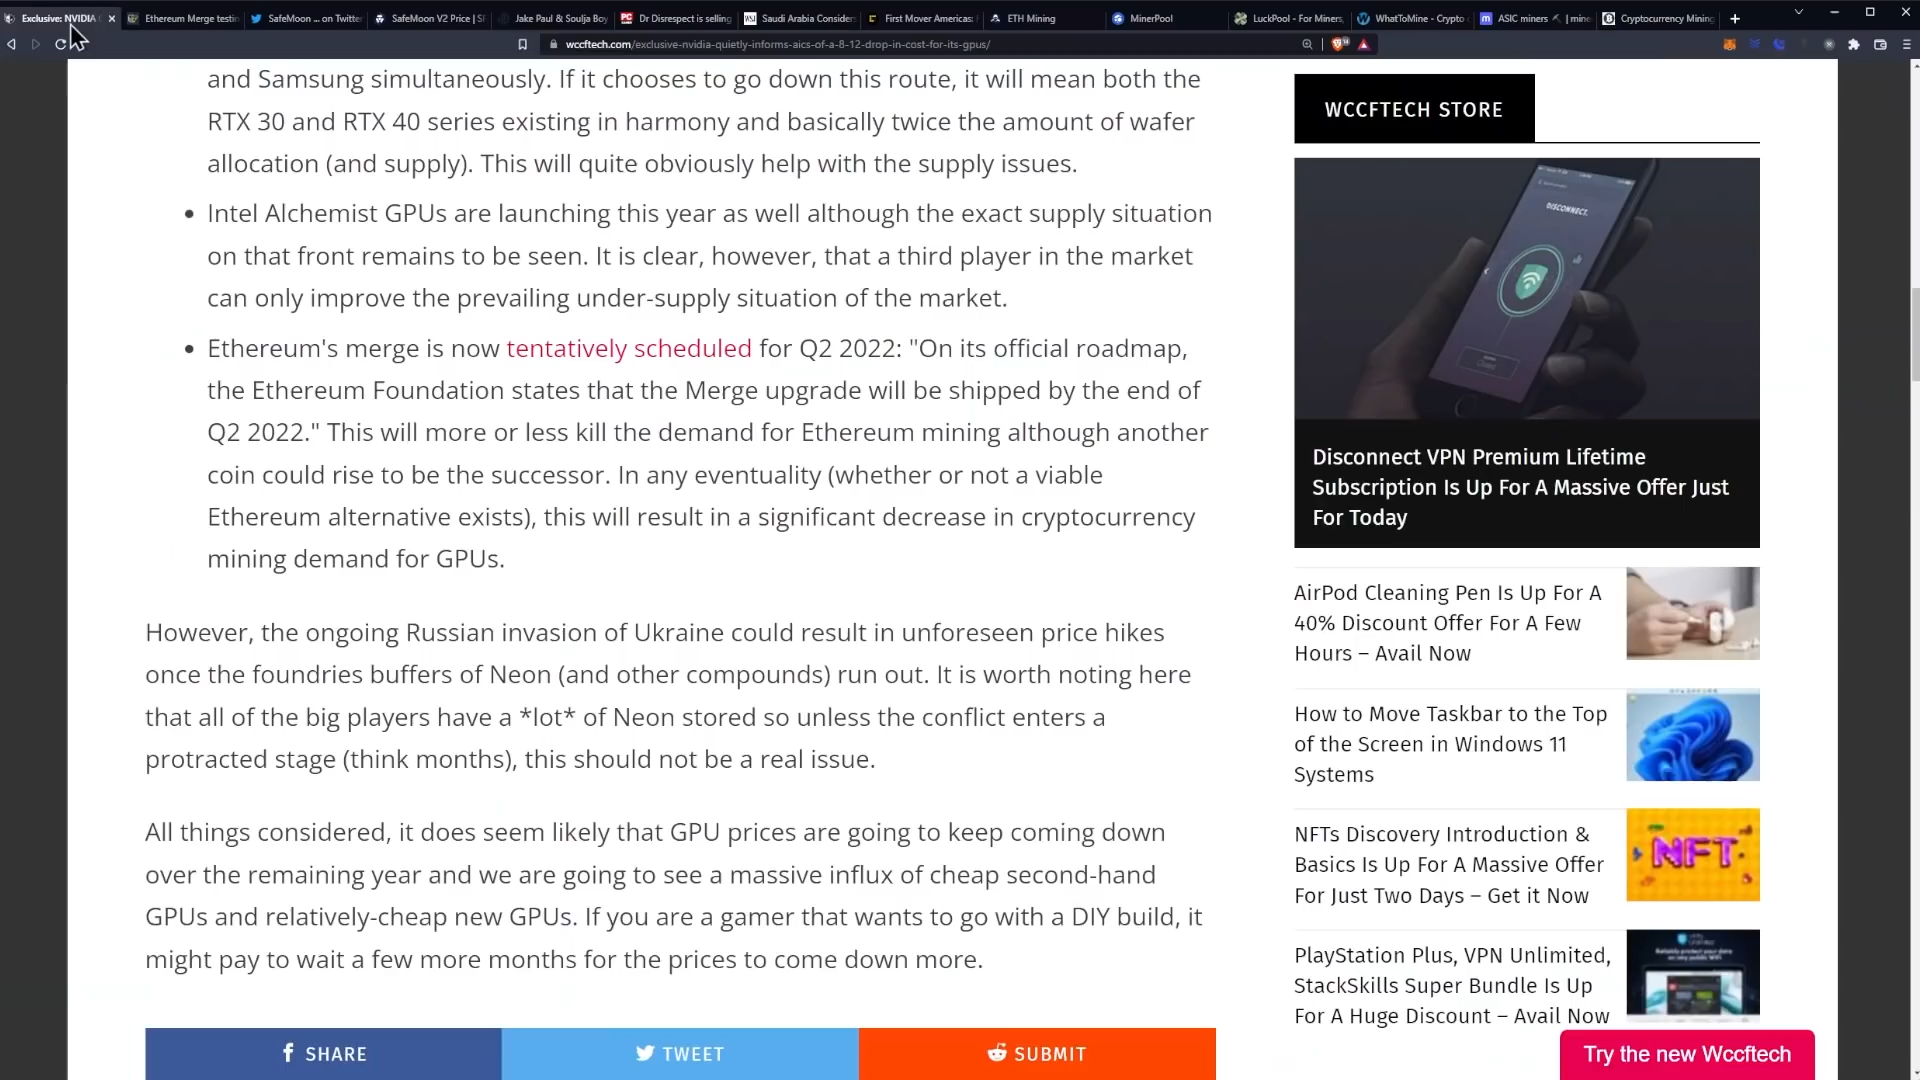 Exclusive: NVIDIA
Ethereum Merge testin
SafeMoon ... on Twitter
SafeMoon V2 Price | S
Jake Paul & Soulja Boy
Dr Disrespect is selling
Saudi Arabia Consider
First Mover Americas:
ETH Mining
MinerPool
LuckPool - For Miners,
WhatToMine - Crypto
ASIC miners
Cryptocurrency Mining
wccftech.com/exclusive-nvidia-quietly-informs-aics-of-a-8-12-drop-in-cost-for-its-gpus/
and Samsung simultaneously. If it chooses to go down this route, it will mean both the
RTX 30 and RTX 40 series existing in harmony and basically twice the amount of wafer
allocation (and supply). This will quite obviously help with the supply issues.
• Intel Alchemist GPUs are launching this year as well although the exact supply situation
on that front remains to be seen. It is clear, however, that a third player in the market
can only improve the prevailing under-supply situation of the market.
• Ethereum's merge is now tentatively scheduled for Q2 2022: "On its official roadmap,
the Ethereum Foundation states that the Merge upgrade will be shipped by the end of
Q2 2022." This will more or less kill the demand for Ethereum mining although another
coin could rise to be the successor. In any eventuality (whether or not a viable
Ethereum alternative exists), this will result in a significant decrease in cryptocurrency
mining demand for GPUs.
However, the ongoing Russian invasion of Ukraine could result in unforeseen price hikes
once the foundries buffers of Neon (and other compounds) run out. It is worth noting here
that all of the big players have a *lot* of Neon stored so unless the conflict enters a
protracted stage (think months), this should not be a real issue.
All things considered, it does seem likely that GPU prices are going to keep coming down
over the remaining year and we are going to see a massive influx of cheap second-hand
GPUs and relatively-cheap new GPUs. If you are a gamer that wants to go with a DIY build, it
might pay to wait a few more months for the prices to come down more.
SHARE
TWEET
SUBMIT
WCCFTECH STORE
DISCONNECT.
Disconnect VPN Premium Lifetime
Subscription Is Up For A Massive Offer Just
For Today
AirPod Cleaning Pen Is Up For A
40% Discount Offer For A Few
Hours – Avail Now
How to Move Taskbar to the Top
of the Screen in Windows 11
Systems
NFTs Discovery Introduction &
Basics Is Up For A Massive Offer
For Just Two Days – Get it Now
NFT
PlayStation Plus, VPN Unlimited,
StackSkills Super Bundle Is Up
For A Huge Discount – Avail Now
Try the new Wccftech